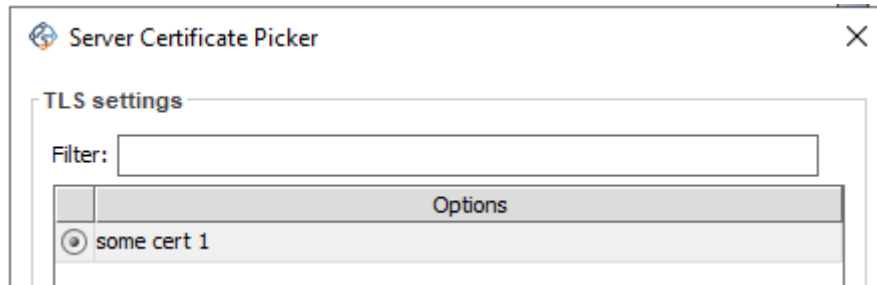 Server Certificate Picker
TLS settings
Filter:
Options
some cert 1